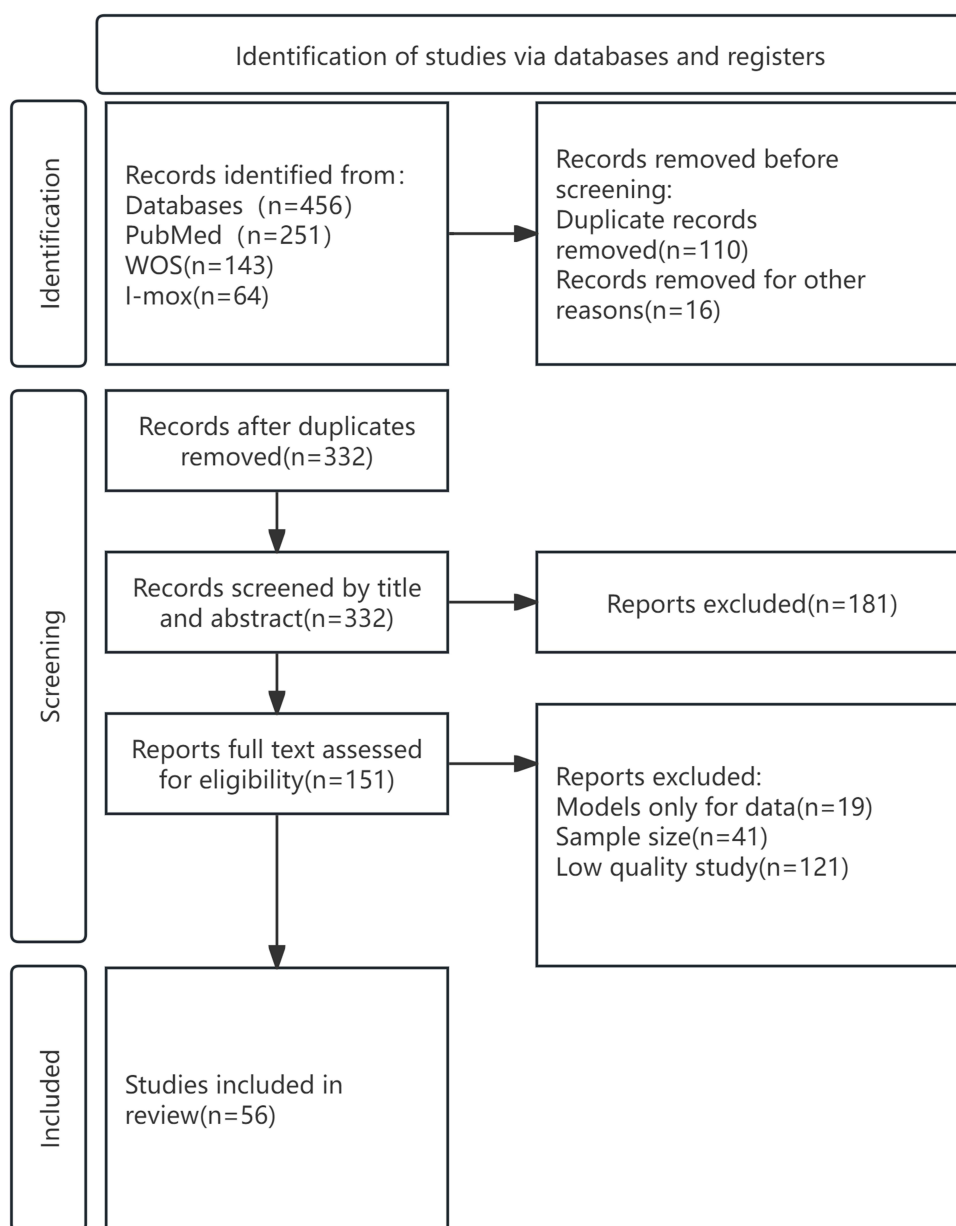 Identification of studies via databases and registers
Identification
Records identified from：
Databases（n=456）
PubMed（n=251）
WOS(n=143)
I-mox(n=64)
Records removed before
screening:
Duplicate records
removed(n=110)
Records removed for other
reasons(n=16)
Screening
Records after duplicates
removed(n=332)
Records screened by title
and abstract(n=332)
Reports excluded(n=181)
Reports full text assessed
for eligibility(n=151)
Reports excluded:
Models only for data(n=19)
Sample size(n=41)
Low quality study(n=121)
Included
Studies included in
review(n=56)